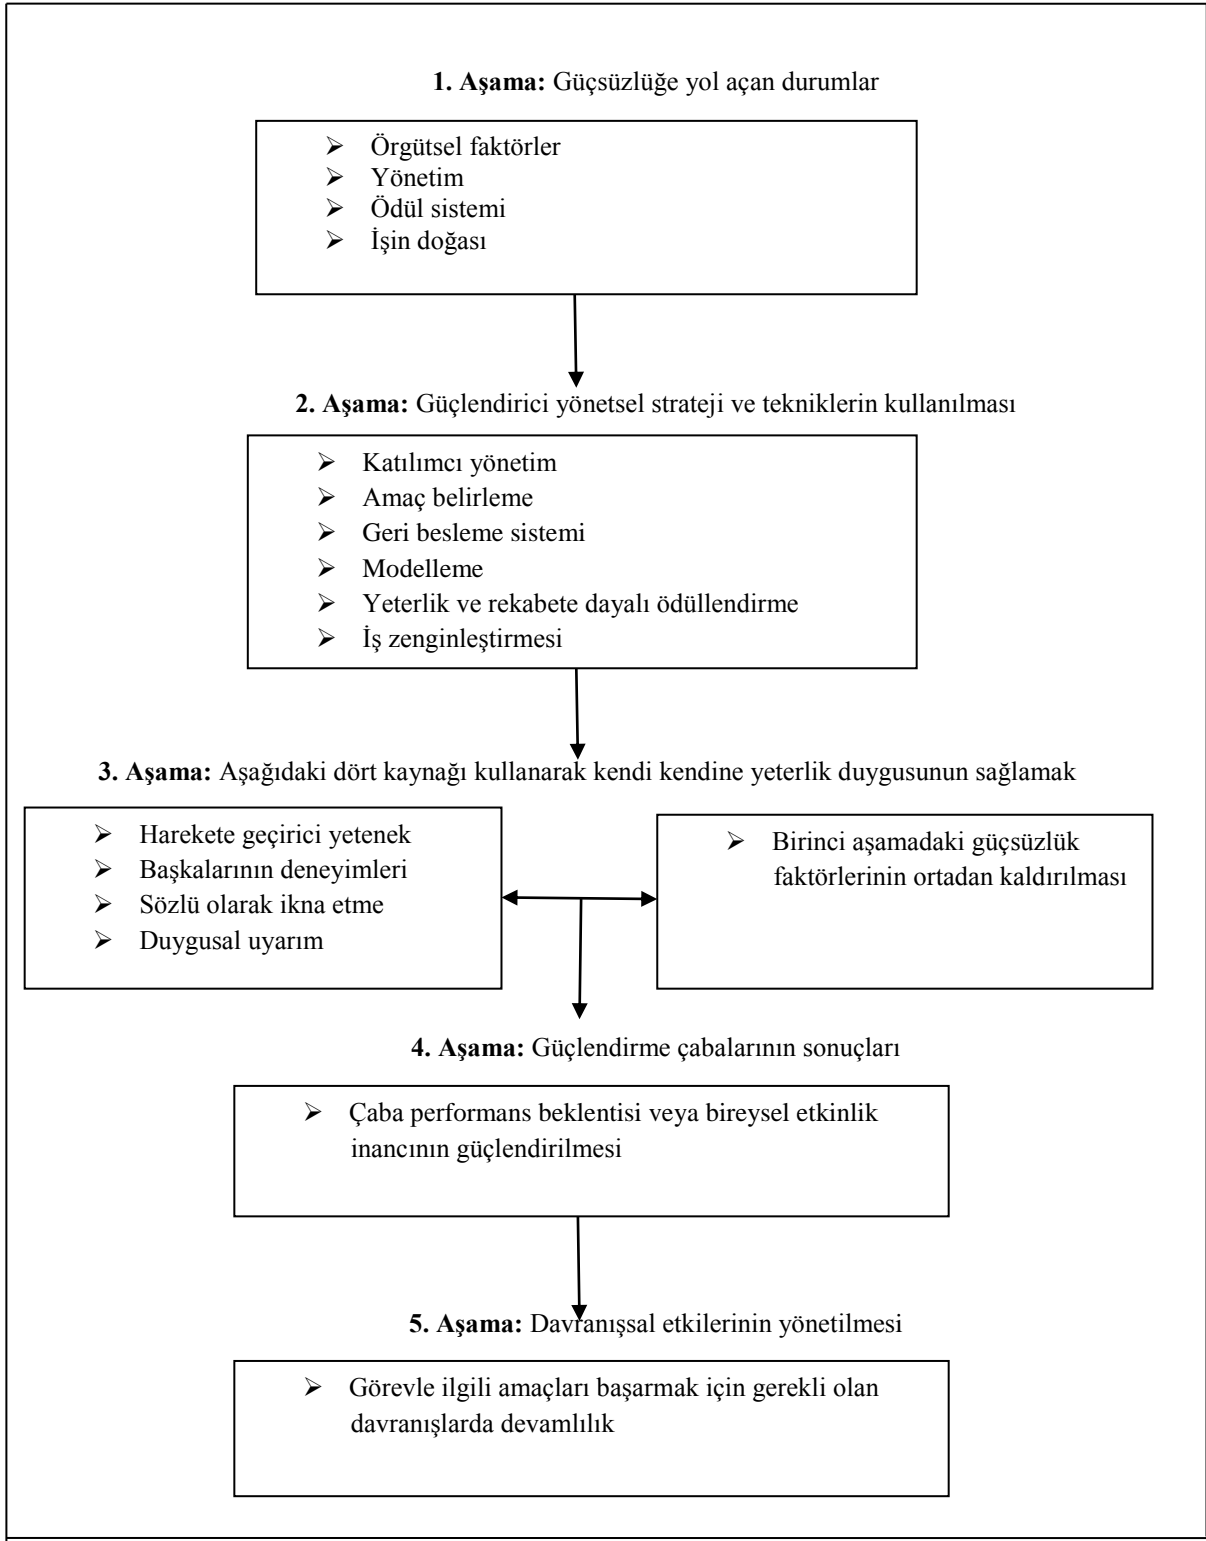 1. Aşama: Güçsüzlüğe yol açan durumlar
➢ Örgütsel faktörler
➢ Yönetim
➢ Ödül sistemi
➢ İşin doğası
2. Aşama: Güçlendirici yönetsel strateji ve tekniklerin kullanılması
➢ Katılımcı yönetim
➢ Amaç belirleme
➢ Geri besleme sistemi
➢ Modelleme
➢ Yeterlik ve rekabete dayalı ödüllendirme
➢ İş zenginleştirmesi
3. Aşama: Aşağıdaki dört kaynağı kullanarak kendi kendine yeterlik duygusunun sağlamak
➢ Harekete geçirici yetenek
➢ Başkalarının deneyimleri
➢ Sözlü olarak ikna etme
➢ Duygusal uyarım
➢ Birinci aşamadaki güçsüzlük
faktörlerinin ortadan kaldırılması
4. Aşama: Güçlendirme çabalarının sonuçları
➢ Çaba performans beklentisi veya bireysel etkinlik
inancının güçlendirilmesi
5. Aşama: Davranışsal etkilerinin yönetilmesi
➢ Görevle ilgili amaçları başarmak için gerekli olan
davranışlarda devamlılık